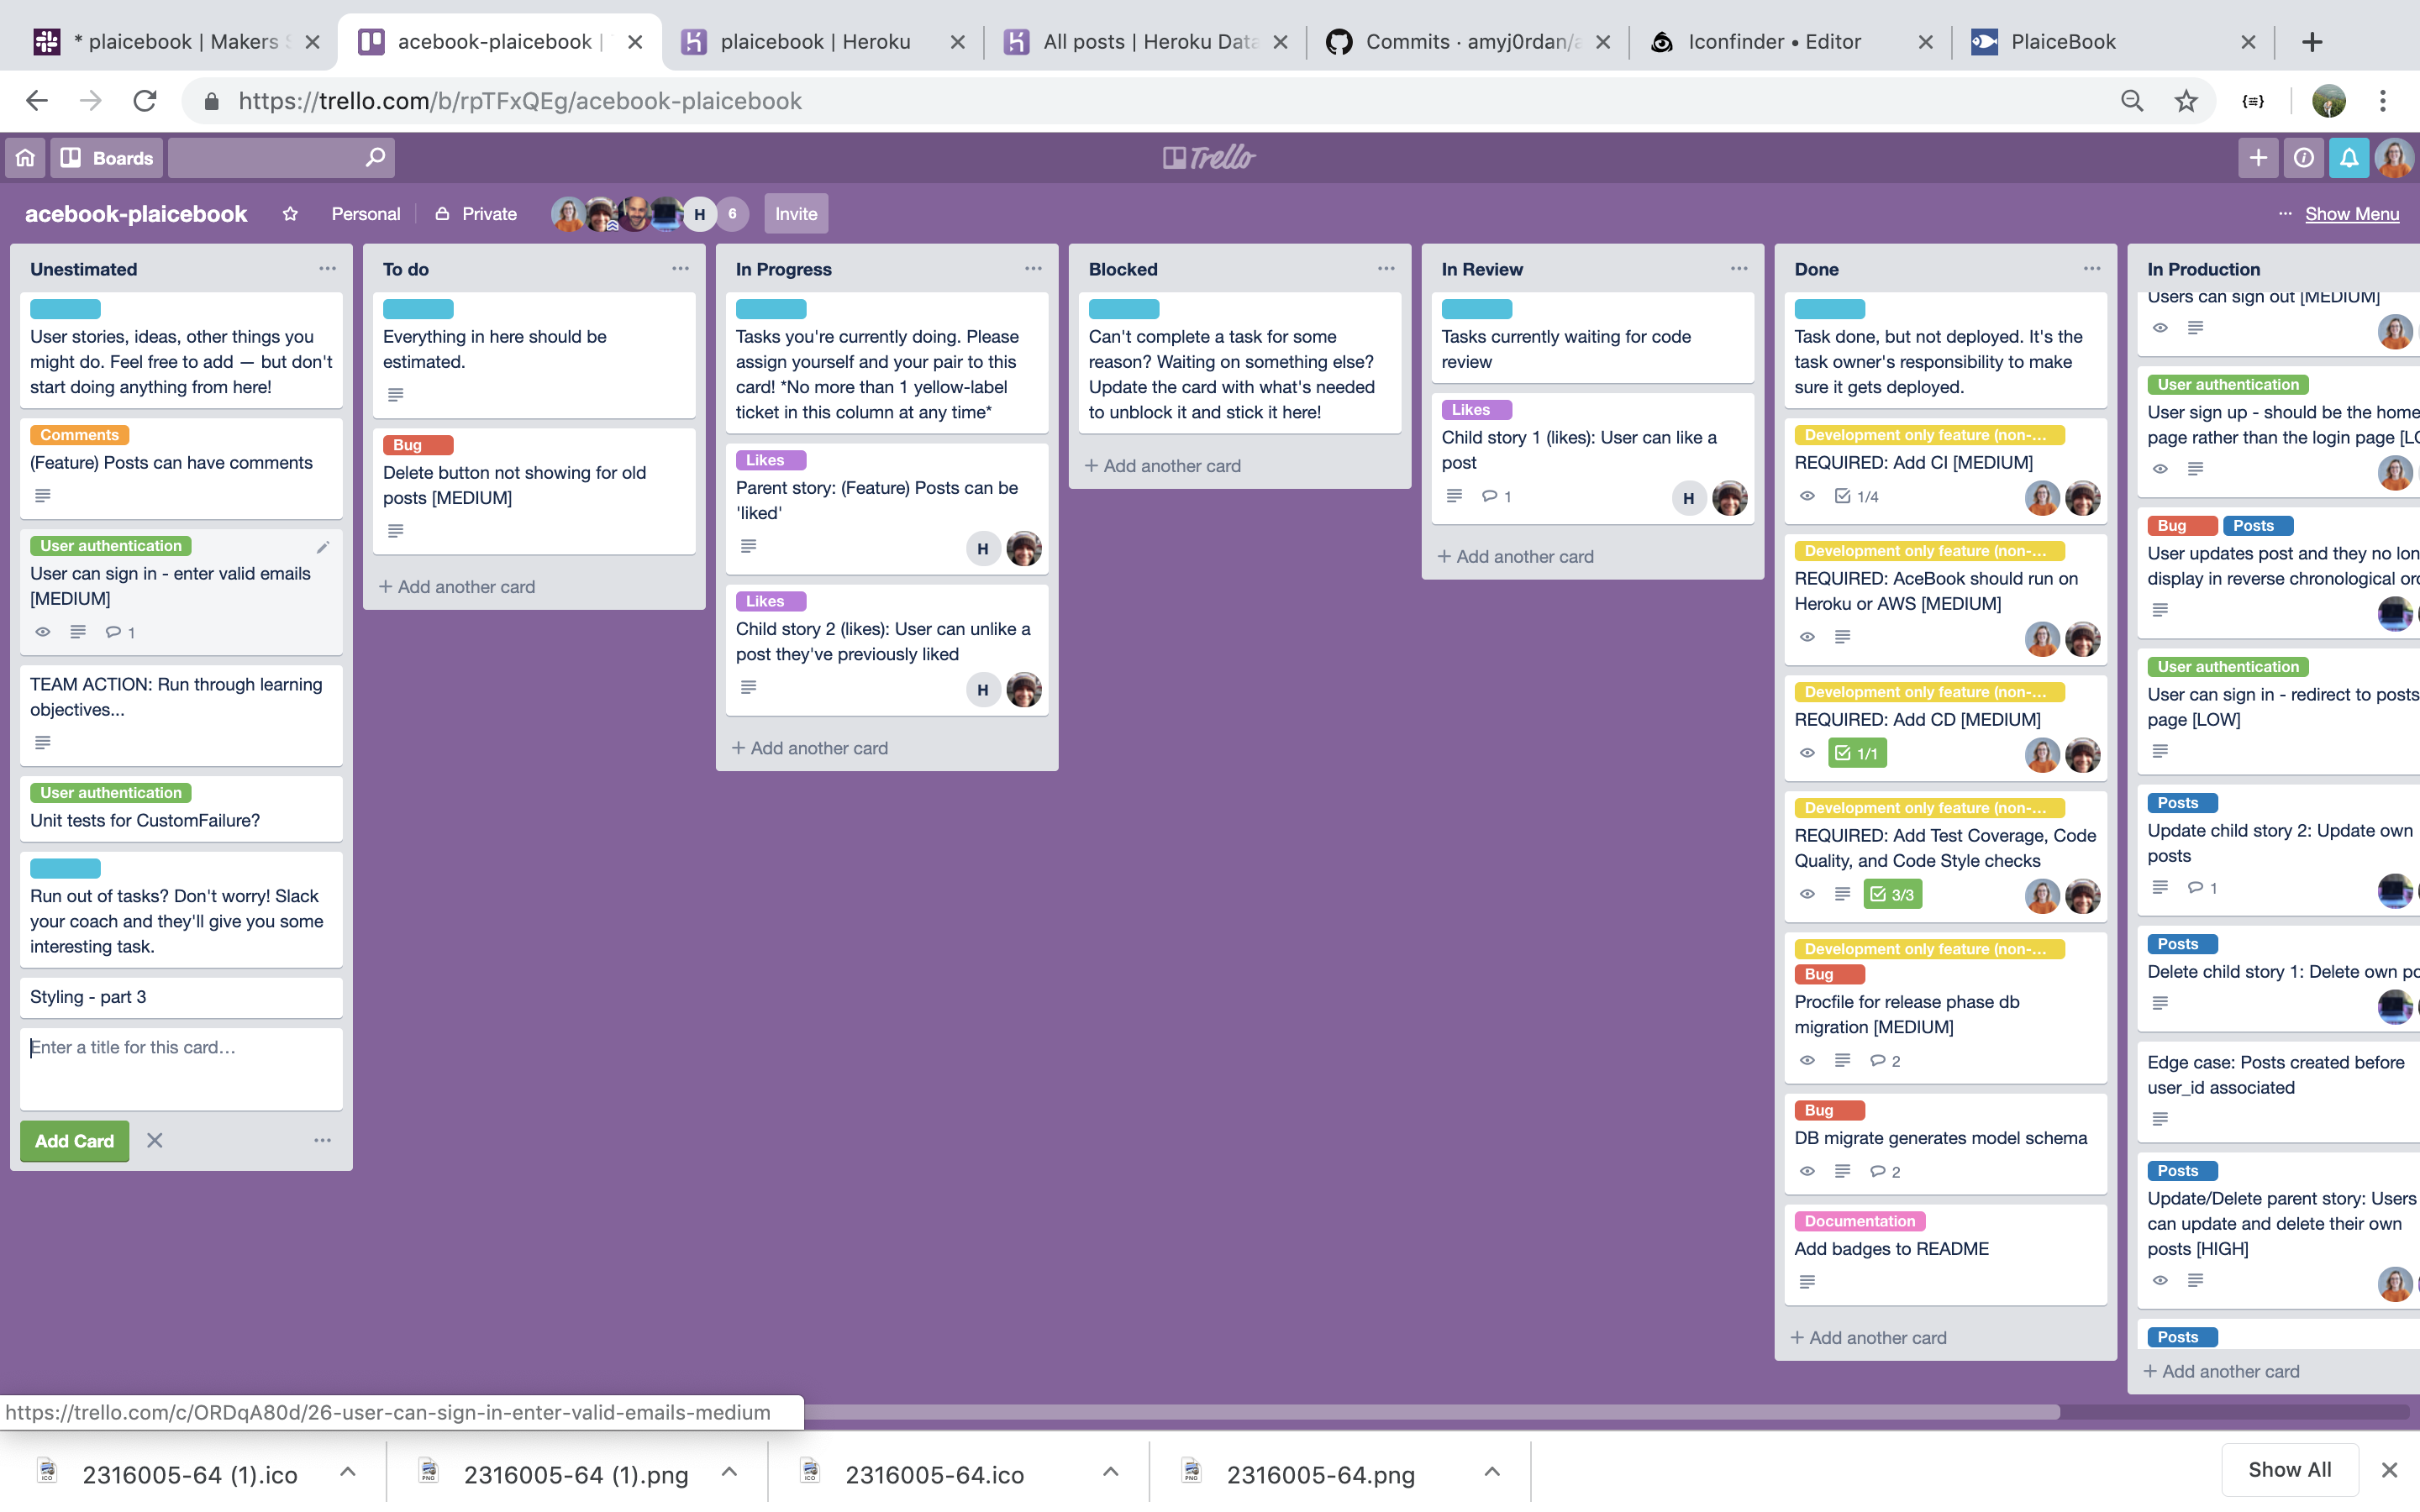 * plaicebook | Makers
acebook-plaicebook |
plaicebook | Heroku
All posts | Heroku Data
Commits · amyj0rdan/a
Iconfinder • Editor
PlaiceBook
https://trello.com/b/rpTFxQEg/acebook-plaicebook
Boards
Trello
acebook-plaicebook
Personal
Private
H
6
Invite
Show Menu
Unestimated
User stories, ideas, other things you
might do. Feel free to add — but don't
start doing anything from here!
Comments
(Feature) Posts can have comments
User authentication
User can sign in - enter valid emails
[MEDIUM]
1
TEAM ACTION: Run through learning
objectives...
User authentication
Unit tests for CustomFailure?
Run out of tasks? Don't worry! Slack
your coach and they'll give you some
interesting task.
Styling - part 3
Enter a title for this card…
Add Card
To do
Everything in here should be
estimated.
Bug
Delete button not showing for old
posts [MEDIUM]
+ Add another card
In Progress
Tasks you're currently doing. Please
assign yourself and your pair to this
card! *No more than 1 yellow-label
ticket in this column at any time*
Likes
Parent story: (Feature) Posts can be
'liked'
H
Likes
Child story 2 (likes): User can unlike a
post they've previously liked
H
+ Add another card
Blocked
Can't complete a task for some
reason? Waiting on something else?
Update the card with what's needed
to unblock it and stick it here!
+ Add another card
In Review
Tasks currently waiting for code
review
Likes
Child story 1 (likes): User can like a
post
1
H
+ Add another card
Done
Task done, but not deployed. It's the
task owner's responsibility to make
sure it gets deployed.
Development only feature (non-...
REQUIRED: Add CI [MEDIUM]
1/4
Development only feature (non-...
REQUIRED: AceBook should run on
Heroku or AWS [MEDIUM]
Development only feature (non-...
REQUIRED: Add CD [MEDIUM]
1/1
Development only feature (non-...
REQUIRED: Add Test Coverage, Code
Quality, and Code Style checks
3/3
Development only feature (non-...
Bug
Procfile for release phase db
migration [MEDIUM]
2
Bug
DB migrate generates model schema
2
Documentation
Add badges to README
+ Add another card
In Production
Users can sign out [MEDIUM]
User authentication
User sign up - should be the home
page rather than the login page [LO
Bug Posts
User updates post and they no lon
display in reverse chronological or
User authentication
User can sign in - redirect to posts
page [LOW]
Posts
Update child story 2: Update own
posts
1
Posts
Delete child story 1: Delete own po
Edge case: Posts created before
user_id associated
Posts
Update/Delete parent story: Users
can update and delete their own
posts [HIGH]
Posts
+ Add another card
https://trello.com/c/ORDqA80d/26-user-can-sign-in-enter-valid-emails-medium
2316005-64 (1).ico
2316005-64 (1).png
2316005-64.ico
2316005-64.png
Show All